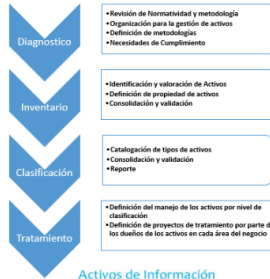 Diagnostico
•Revisión de Normatividad y metodología
•Organización para la gestión de activos
•Definición de metodologías
•Necesidades de Cumplimiento
Inventario
•Identificación y valoración de Activos
•Definición de propiedad de activos
•Consolidación y validación
Clasificación
•Catalogación de tipos de activos
•Consolidación y validación
•Reporte
Tratamiento
•Definición del manejo de los activos por nivel de
clasificación
•Definición de proyectos de tratamiento por parte d
los dueños de los activos en cada área del negocio
Activos de Información